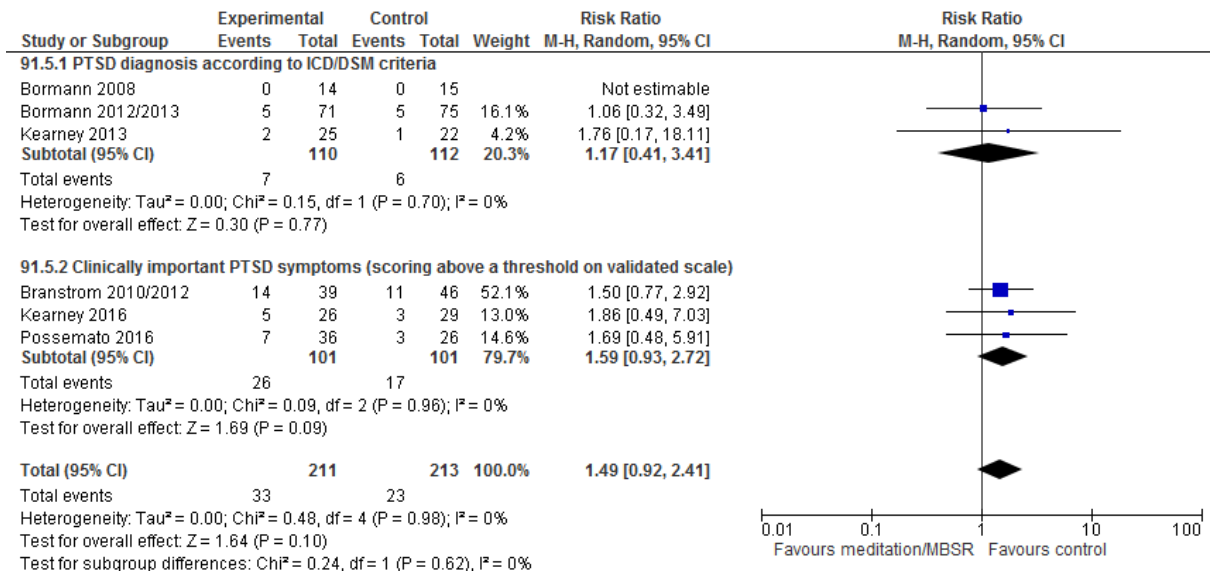 Experimental Control Risk Ratio Risk Ratio
Study or Subgroup Events Total Events Total Weight M-H, Random, 95% CI M-H, Random, 95% CI
91.5.1 PTSD diagnosis according to ICD/DSM criteria
Bormann 2008 0 14 0 15 Not estimable
Bormann 2012/2013 5 71 5 75 16.1% 1.06 [0.32, 3.49]
Kearney 2013 2 25 1 22 4.2% 1.76 [0.17, 18.11]
Subtotal (95% CI) 110 112 20.3% 1.17 [0.41, 3.41]
Total events 7 6
Heterogeneity: Tau² = 0.00; Chi² = 0.15, df = 1 (P = 0.70); I² = 0%
Test for overall effect: Z = 0.30 (P = 0.77)
91.5.2 Clinically important PTSD symptoms (scoring above a threshold on validated scale)
Branstrom 2010/2012 14 39 11 46 52.1% 1.50 [0.77, 2.92]
Kearney 2016 5 26 3 29 13.0% 1.86 [0.49, 7.03]
Possemato 2016 7 36 3 26 14.6% 1.69 [0.48, 5.91]
Subtotal (95% CI) 101 101 79.7% 1.59 [0.93, 2.72]
Total events 26 17
Heterogeneity: Tau² = 0.00; Chi² = 0.09, df = 2 (P = 0.96); I² = 0%
Test for overall effect: Z = 1.69 (P = 0.09)
Total (95% CI) 211 213 100.0% 1.49 [0.92, 2.41]
Total events 33 23
Heterogeneity: Tau² = 0.00; Chi² = 0.48, df = 4 (P = 0.98); I² = 0%
Test for overall effect: Z = 1.64 (P = 0.10)
Test for subgroup differences: Chi² = 0.24, df = 1 (P = 0.62), I² = 0%
0.01 0.1 1 10 100
Favours meditation/MBSR Favours control